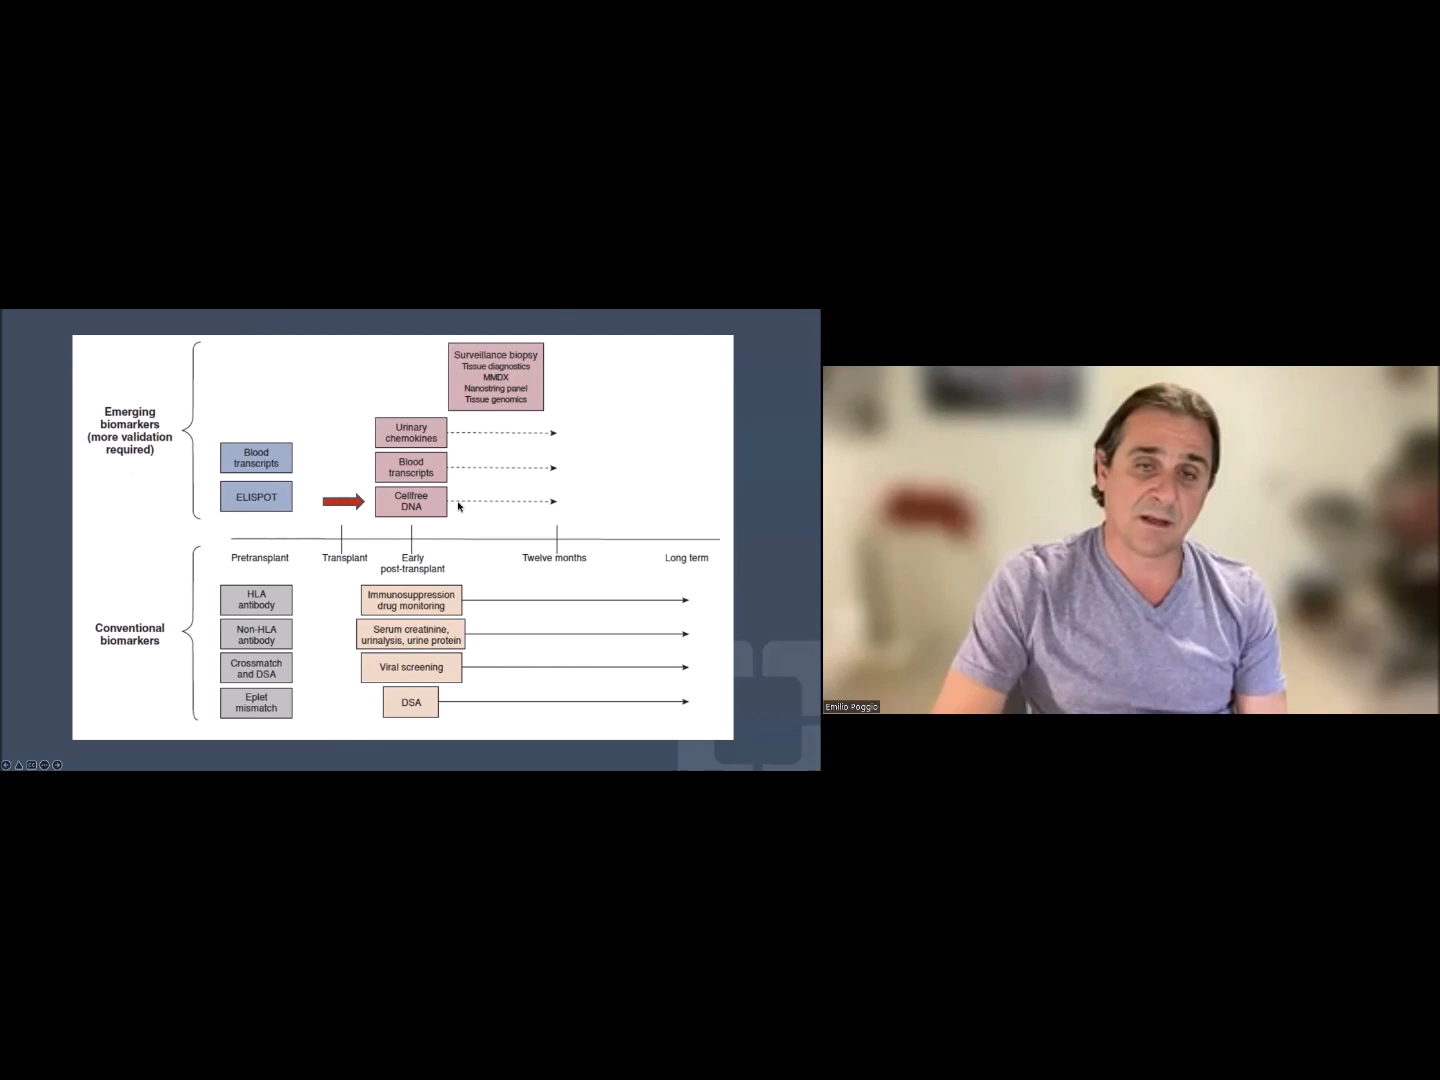 Surveillance biopsy
Tissue diagnostics
MMDX
Nanostring panel
Tissue genomics
Emerging
biomarkers
(more validation
required)
Urinary
chemokines
Blood
transcripts
Blood
transcripts
ELISPOT
Cellfree
DNA
Pretransplant
Transplant
Early
post-transplant
Twelve months
Long term
Conventional
biomarkers
HLA
antibody
Immunosuppression
drug monitoring
Non-HLA
antibody
Serum creatinine,
urinalysis, urine protein
Crossmatch
and DSA
Viral screening
Eplet
mismatch
DSA
Emilio Poggio